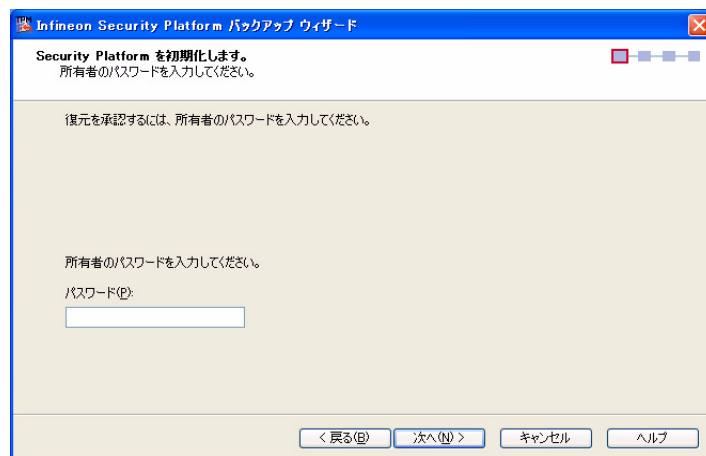 TPM Infineon Security Platform バックアップ ウィザード
Security Platform を初期化します。
所有者のパスワードを入力してください。
復元を承認するには、所有者のパスワードを入力してください。
所有者のパスワードを入力してください。
パスワード(P):
< 戻る(B) 次へ(N) > キャンセル ヘルプ